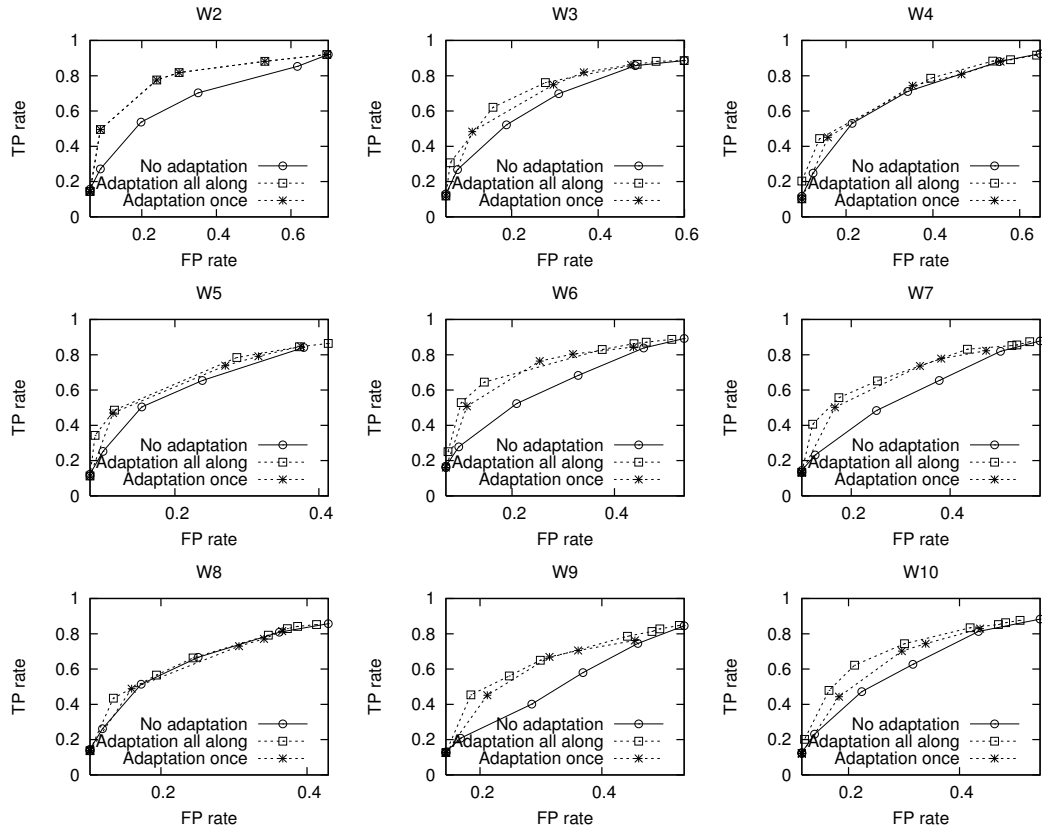 W2
1
0.8
0.6
0.4
0.2
0
TP rate
No adaptation
Adaptation all along
Adaptation once
0.2 0.4 0.6
FP rate
W3
1
0.8
0.6
0.4
0.2
0
TP rate
No adaptation
Adaptation all along
Adaptation once
0.2 0.4 0.6
FP rate
W4
1
0.8
0.6
0.4
0.2
0
TP rate
No adaptation
Adaptation all along
Adaptation once
0.2 0.4 0.6
FP rate
W5
1
0.8
0.6
0.4
0.2
0
TP rate
No adaptation
Adaptation all along
Adaptation once
0.2 0.4
FP rate
W6
1
0.8
0.6
0.4
0.2
0
TP rate
No adaptation
Adaptation all along
Adaptation once
0.2 0.4
FP rate
W7
1
0.8
0.6
0.4
0.2
0
TP rate
No adaptation
Adaptation all along
Adaptation once
0.2 0.4
FP rate
W8
1
0.8
0.6
0.4
0.2
0
TP rate
No adaptation
Adaptation all along
Adaptation once
0.2 0.4
FP rate
W9
1
0.8
0.6
0.4
0.2
0
TP rate
No adaptation
Adaptation all along
Adaptation once
0.2 0.4
FP rate
W10
1
0.8
0.6
0.4
0.2
0
TP rate
No adaptation
Adaptation all along
Adaptation once
0.2 0.4
FP rate